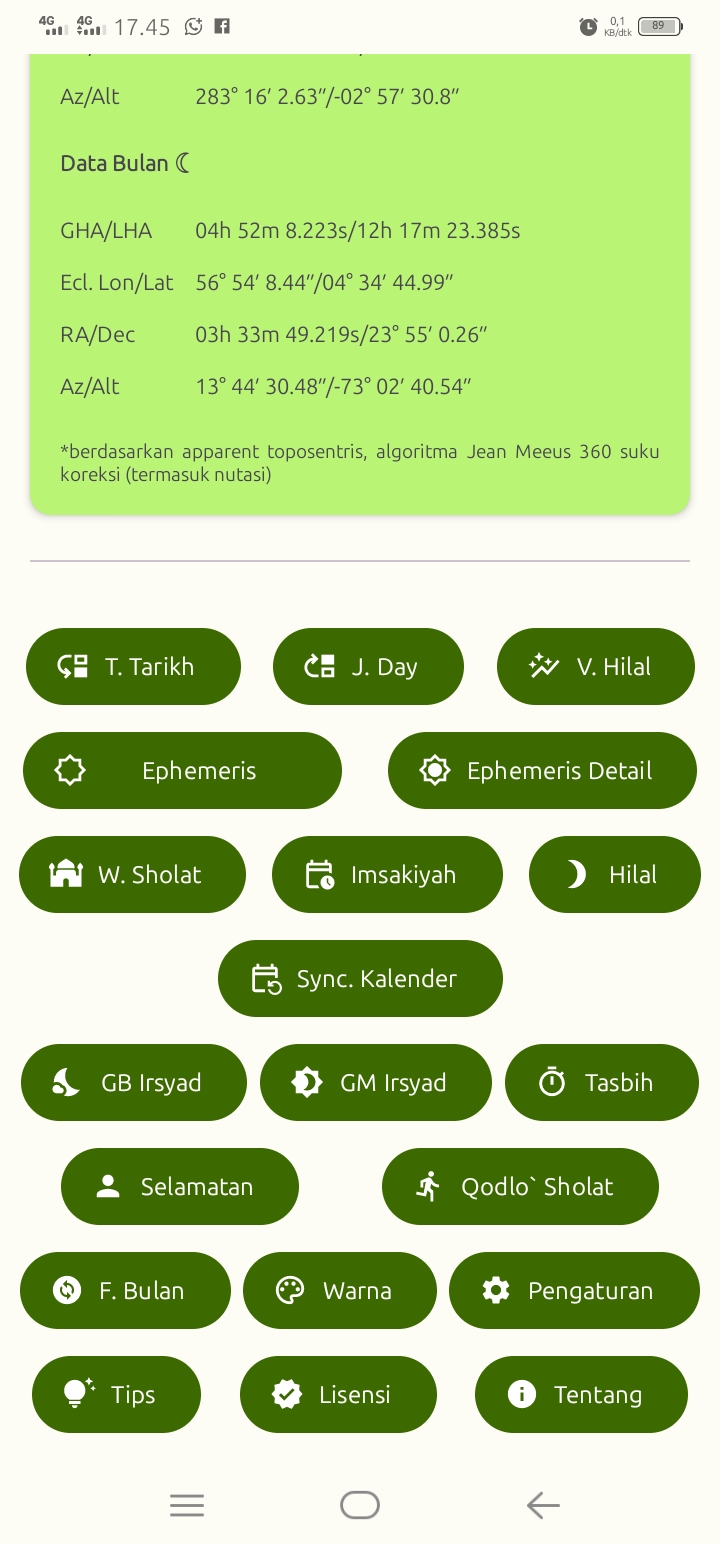 4G 4G 17.45 0,1 KB/dtk 89
Az/Alt 283° 16′ 2.63″/-02° 57′ 30.8″
Data Bulan ☾
GHA/LHA 04h 52m 8.223s/12h 17m 23.385s
Ecl. Lon/Lat 56° 54′ 8.44″/04° 34′ 44.99″
RA/Dec 03h 33m 49.219s/23° 55′ 0.26″
Az/Alt 13° 44′ 30.48″/-73° 02′ 40.54″
*berdasarkan apparent toposentris, algoritma Jean Meeus 360 suku
koreksi (termasuk nutasi)
T. Tarikh J. Day V. Hilal
Ephemeris Ephemeris Detail
W. Sholat Imsakiyah Hilal
Sync. Kalender
GB Irsyad GM Irsyad Tasbih
Selamatan Qodlo` Sholat
F. Bulan Warna Pengaturan
Tips Lisensi Tentang